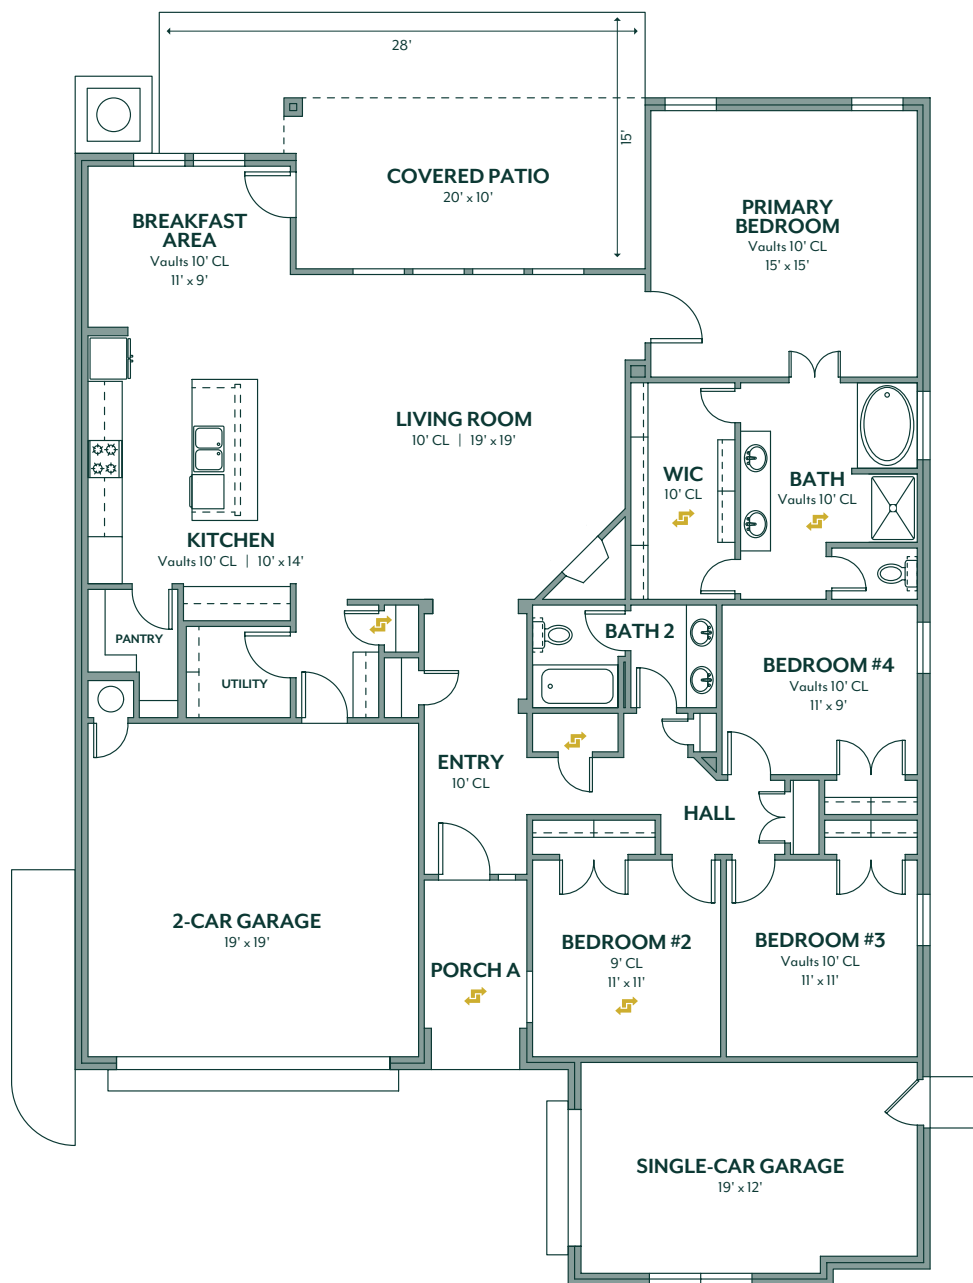 28'
15'
COVERED PATIO
20' x 10'
BREAKFAST
AREA
Vaults 10' CL
11' x 9'
PRIMARY
BEDROOM
Vaults 10' CL
15' x 15'
LIVING ROOM
10' CL | 19' x 19'
WIC
10' CL
BATH
Vaults 10' CL
KITCHEN
Vaults 10' CL | 10' x 14'
PANTRY
UTILITY
BATH 2
BEDROOM #4
Vaults 10' CL
11' x 9'
ENTRY
10' CL
HALL
2-CAR GARAGE
19' x 19'
PORCH A
BEDROOM #2
9' CL
11' x 11'
BEDROOM #3
Vaults 10' CL
11' x 11'
SINGLE-CAR GARAGE
19' x 12'